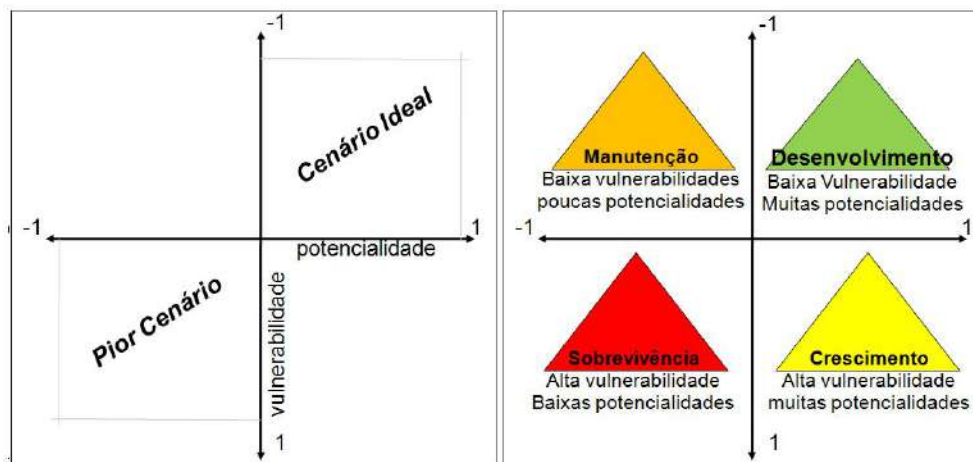 -1
Cenário Ideal
-1
1
potencialidade
Pior Cenário
vulnerabilidade
1
-1
Manutenção
Baixa vulnerabilidades
poucas potencialidades
Desenvolvimento
Baixa Vulnerabilidade
Muitas potencialidades
-1
1
Sobrevivência
Alta vulnerabilidade
Baixas potencialidades
Crescimento
Alta vulnerabilidade
muitas potencialidades
1